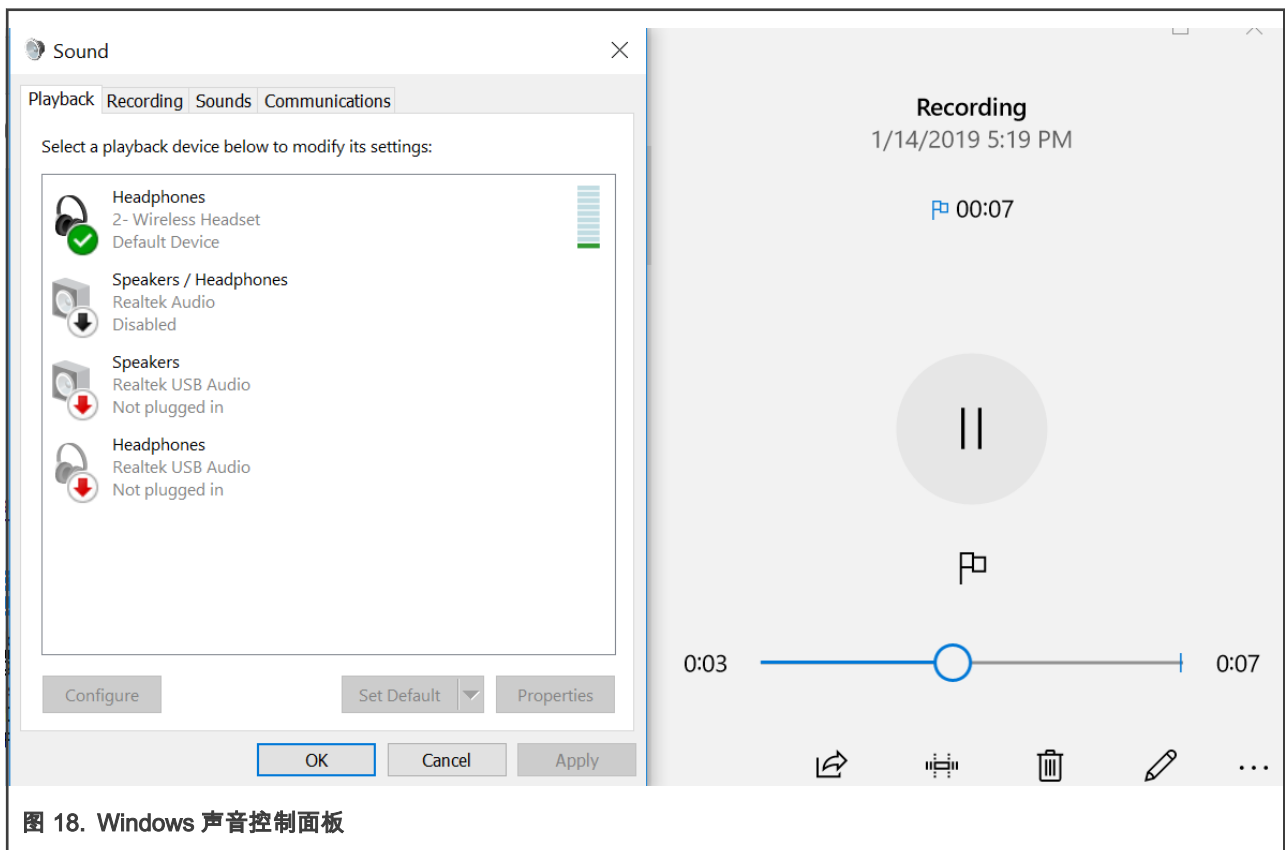 Sound
Playback Recording Sounds Communications
Select a playback device below to modify its settings:
Headphones
2- Wireless Headset
Default Device
Speakers / Headphones
Realtek Audio
Disabled
Speakers
Realtek USB Audio
Not plugged in
Headphones
Realtek USB Audio
Not plugged in
Configure
Set Default
Properties
OK
Cancel
Apply
Recording
1/14/2019 5:19 PM
00:07
0:03
0:07
图 18. Windows 声音控制面板